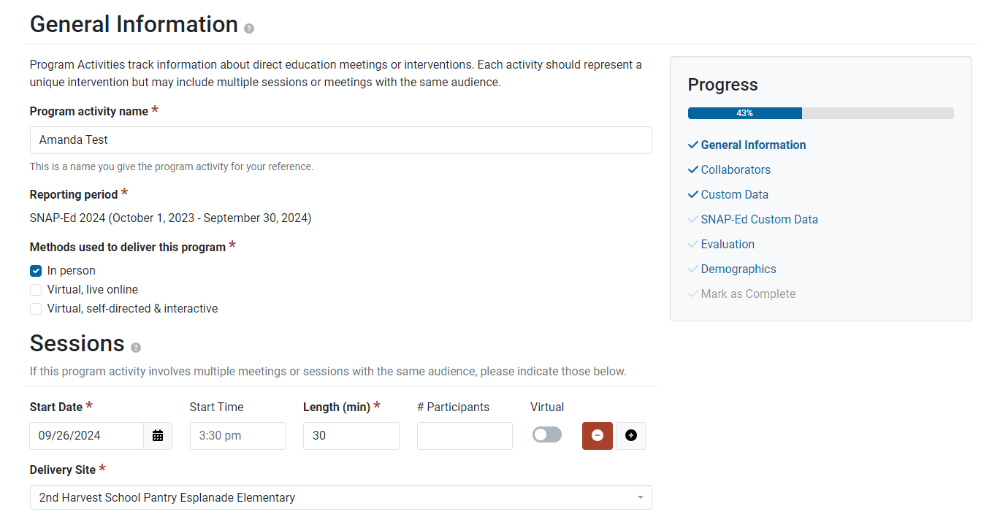 General Information ?
Program Activities track information about direct education meetings or interventions. Each activity should represent a
unique intervention but may include multiple sessions or meetings with the same audience.
Program activity name *
Amanda Test
This is a name you give the program activity for your reference.
Reporting period *
SNAP-Ed 2024 (October 1, 2023 - September 30, 2024)
Methods used to deliver this program *
In person
Virtual, live online
Virtual, self-directed & interactive
Sessions ?
If this program activity involves multiple meetings or sessions with the same audience, please indicate those below.
Start Date * Start Time Length (min) * # Participants Virtual
09/26/2024 3:30 pm 30
Delivery Site *
2nd Harvest School Pantry Esplanade Elementary
Progress
43%
General Information
Collaborators
Custom Data
SNAP-Ed Custom Data
Evaluation
Demographics
Mark as Complete